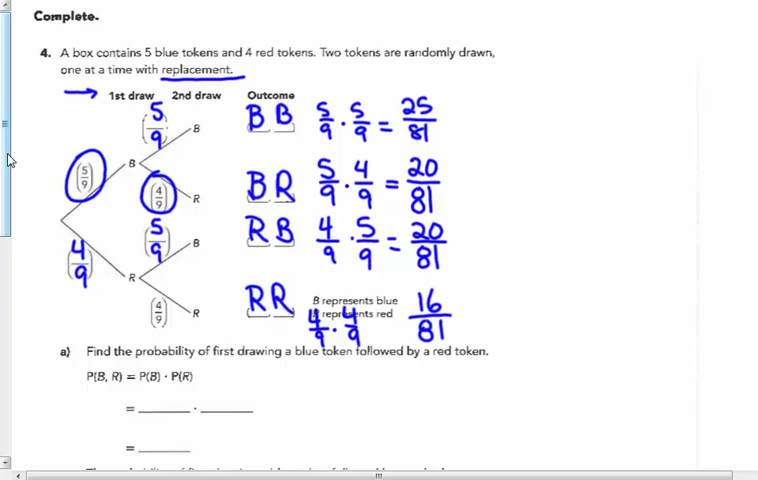 Complete.
4. A box contains 5 blue tokens and 4 red tokens. Two tokens are randomly drawn,
one at a time with replacement.
1st draw 2nd draw Outcome
(5/9) B B B 5/9 · 5/9 = 25/81
(5/9) B
(4/9) R B R 5/9 · 4/9 = 20/81
(5/9) B R B 4/9 · 5/9 = 20/81
(4/9) R
(4/9) R R R 4/9 · 4/9 16/81
B represents blue
R represents red
a) Find the probability of first drawing a blue token followed by a red token.
P(B, R) = P(B) · P(R)
= ______ · ______
= ______